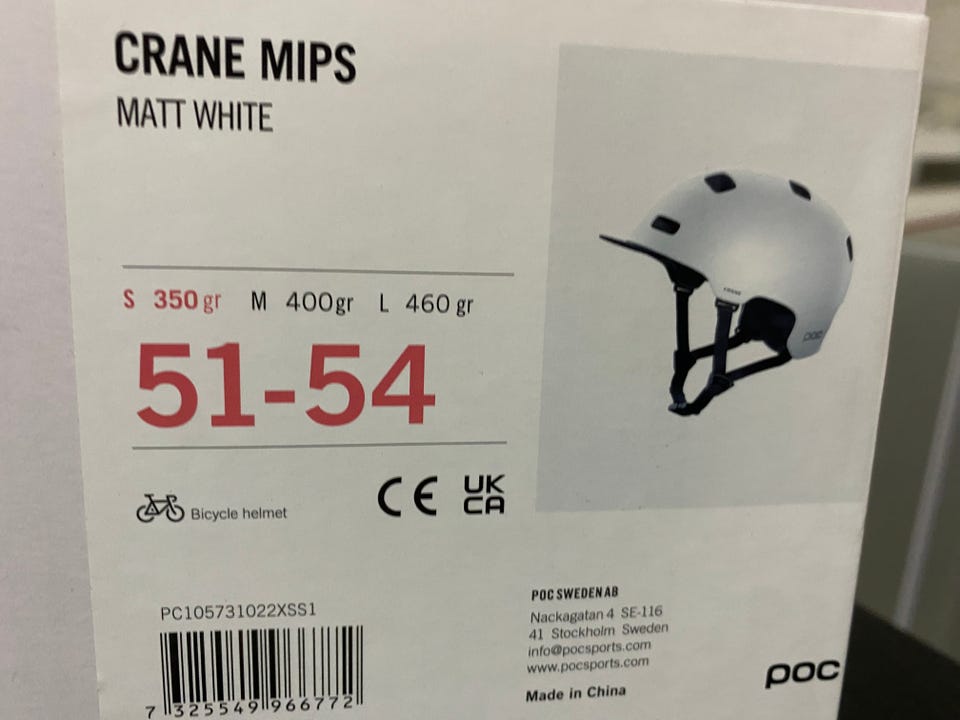 CRANE MIPS
MATT WHITE
S 350 gr M 400 gr L 460 gr
51-54
Bicycle helmet
CE UK
CA
PC105731022XSS1
7 325549 966772
POC SWEDEN AB
Nackagatan 4 SE-116
41 Stockholm Sweden
info@pocsports.com
www.pocsports.com
Made in China
poc
CRANE
poc